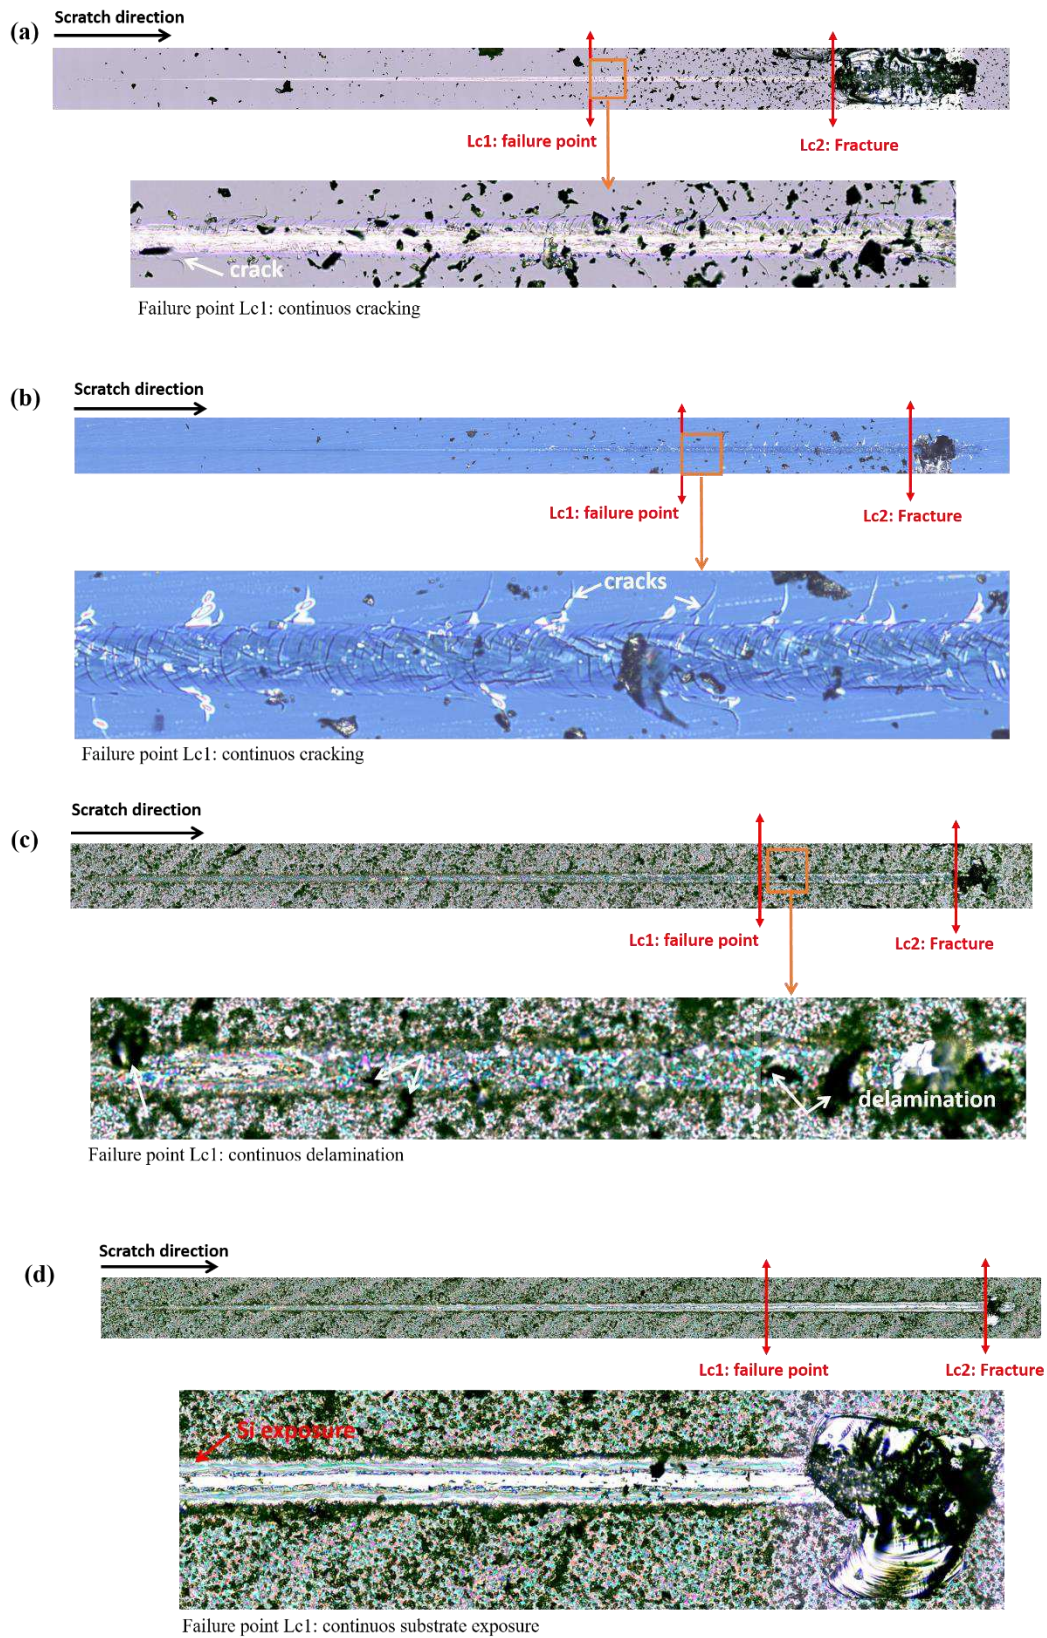 (a)
Scratch direction
Lc1: failure point
Lc2: Fracture
crack
Failure point Lc1: continuos cracking
(b)
Scratch direction
Lc1: failure point
Lc2: Fracture
cracks
Failure point Lc1: continuos cracking
(c)
Scratch direction
Lc1: failure point
Lc2: Fracture
delamination
Failure point Lc1: continuos delamination
(d)
Scratch direction
Lc1: failure point
Lc2: Fracture
Si exposure
Failure point Lc1: continuos substrate exposure